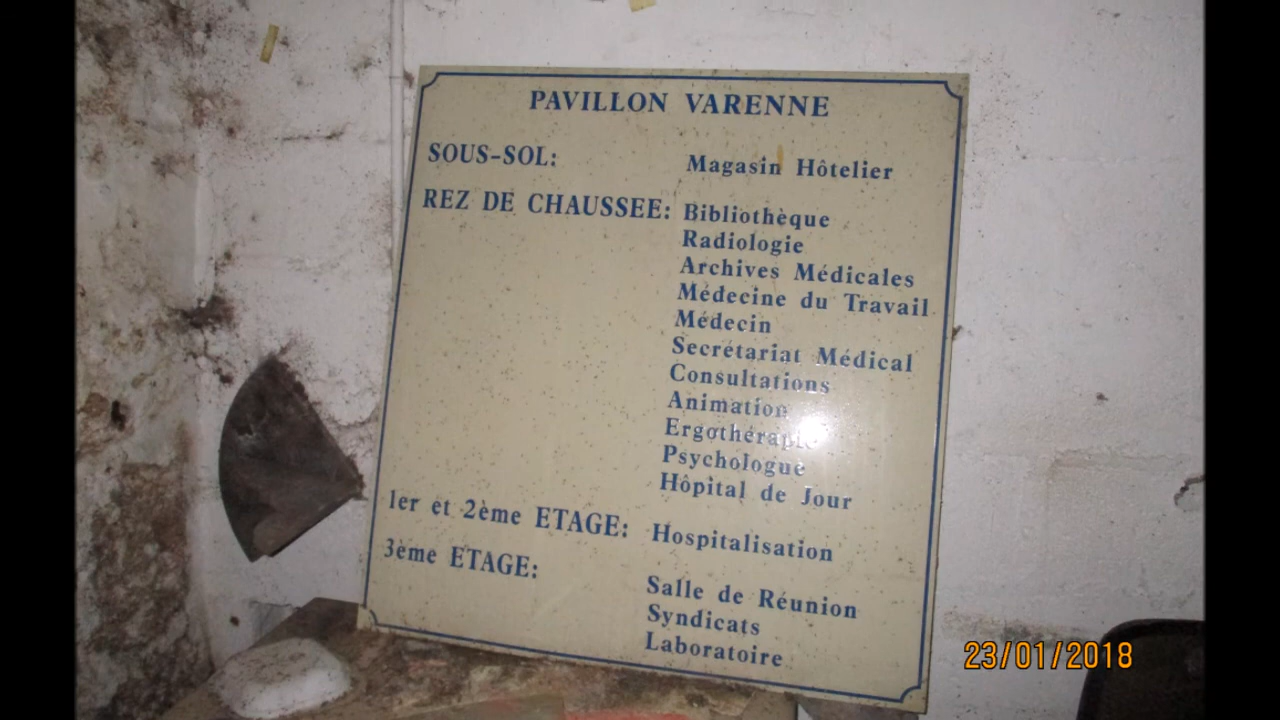 PAVILLON VARENNE
SOUS-SOL: Magasin Hôtelier
REZ DE CHAUSSEE: Bibliothèque
Radiologie
Archives Médicales
Médecine du Travail
Médecin
Secrétariat Médical
Consultations
Animation
Ergothérapie
Psychologue
Hôpital de Jour
1er et 2ème ETAGE: Hospitalisation
3ème ETAGE: Salle de Réunion
Syndicats
Laboratoire
23/01/2018